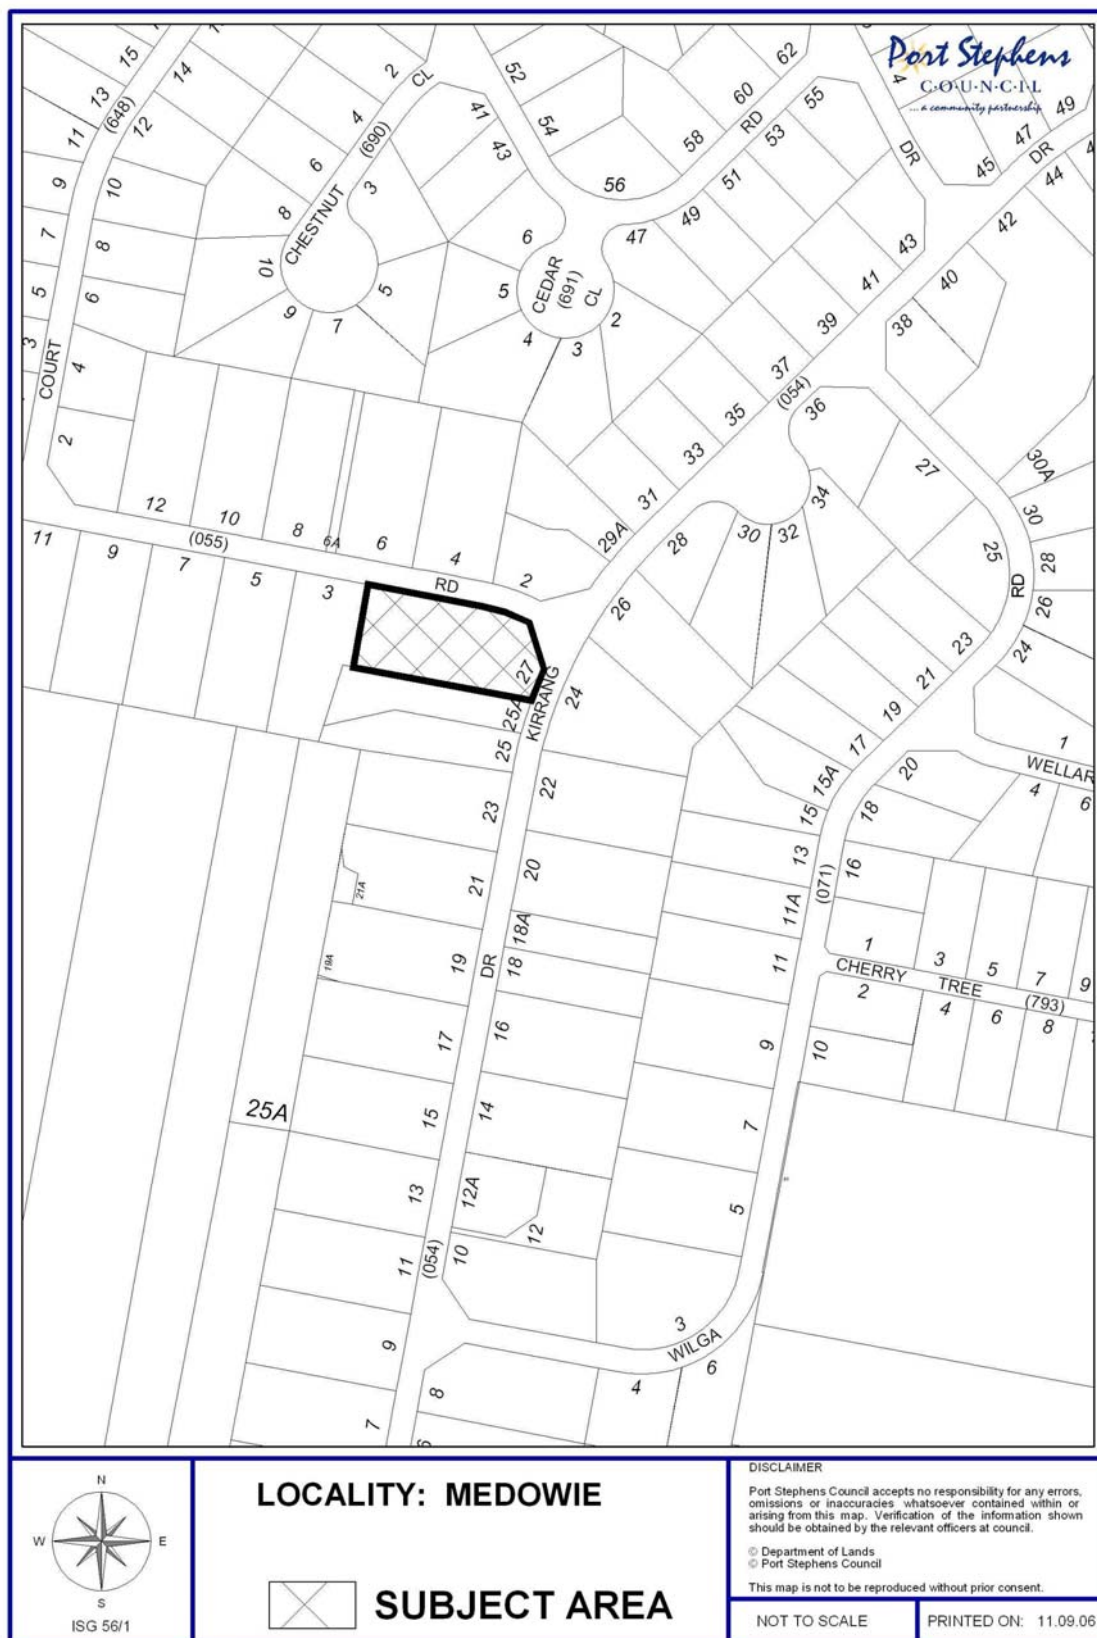 Port Stephens
C·O·U·N·C·I·L
... a community partnership
15
13
11
9
7
5
3
14
12
10
8
6
4
2
(648)
COURT
2
4
6
8
10
9
7
5
3
CL
(690)
CHESTNUT
41
43
52
54
56
58
60
62
RD
55
53
51
49
47
6
5
4
3
2
CEDAR
(691)
CL
4
DR
45
47
49
DR
44
42
40
38
43
41
39
37
35
33
31
29A
(054)
36
34
32
30
28
26
24
27
25
23
21
19
17
15A
15
13
11A
11
9
7
5
3
30A
30
28
26
24
RD
12
10
8
6A
6
4
2
11
9
7
5
3
(055)
RD
27
25A
25
KIRRANG
23
21
21A
19
19A
17
15
13
11
9
7
25A
22
20
18A
18
DR
16
14
12A
12
10
(054)
8
6
20
18
16
(071)
1
WELLAR
4
6
1
3
5
7
9
CHERRY
TREE
(793)
2
4
6
8
10
WILGA
4
6
N
W
E
S
ISG 56/1
LOCALITY: MEDOWIE
SUBJECT AREA
DISCLAIMER
Port Stephens Council accepts no responsibility for any errors,
omissions or inaccuracies whatsoever contained within or
arising from this map. Verification of the information shown
should be obtained by the relevant officers at council.
© Department of Lands
© Port Stephens Council
This map is not to be reproduced without prior consent.
NOT TO SCALE
PRINTED ON: 11.09.06